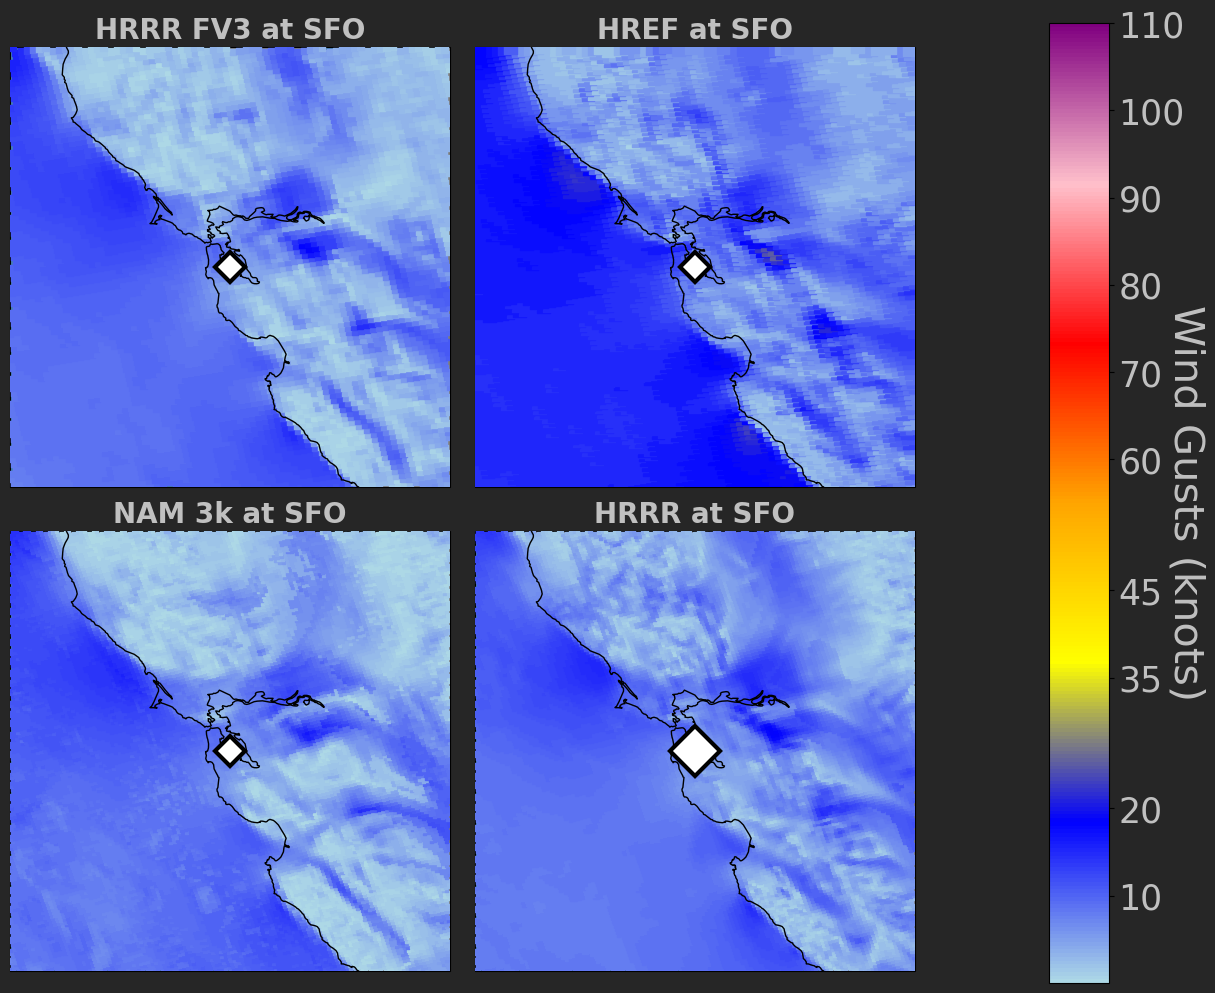 HRRR FV3 at SFO
HREF at SFO
NAM 3k at SFO
HRRR at SFO
110
100
90
80
70
60
45
35
20
10
Wind Gusts (knots)